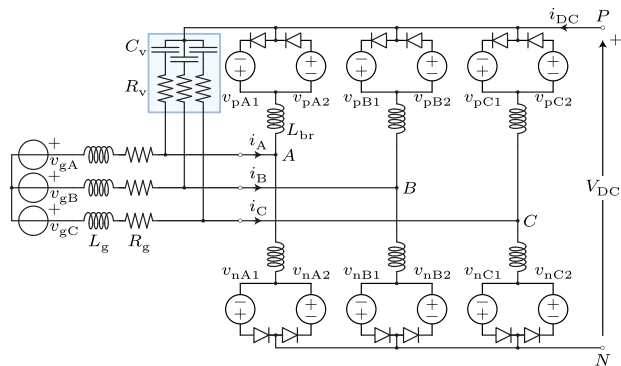 i_DC P
C_v
R_v
v_pA1 v_pA2 v_pB1 v_pB2 v_pC1 v_pC2
L_br
+ v_gA i_A A
+ v_gB i_B B V_DC
+ v_gC i_C C
L_g R_g
v_nA1 v_nA2 v_nB1 v_nB2 v_nC1 v_nC2
N